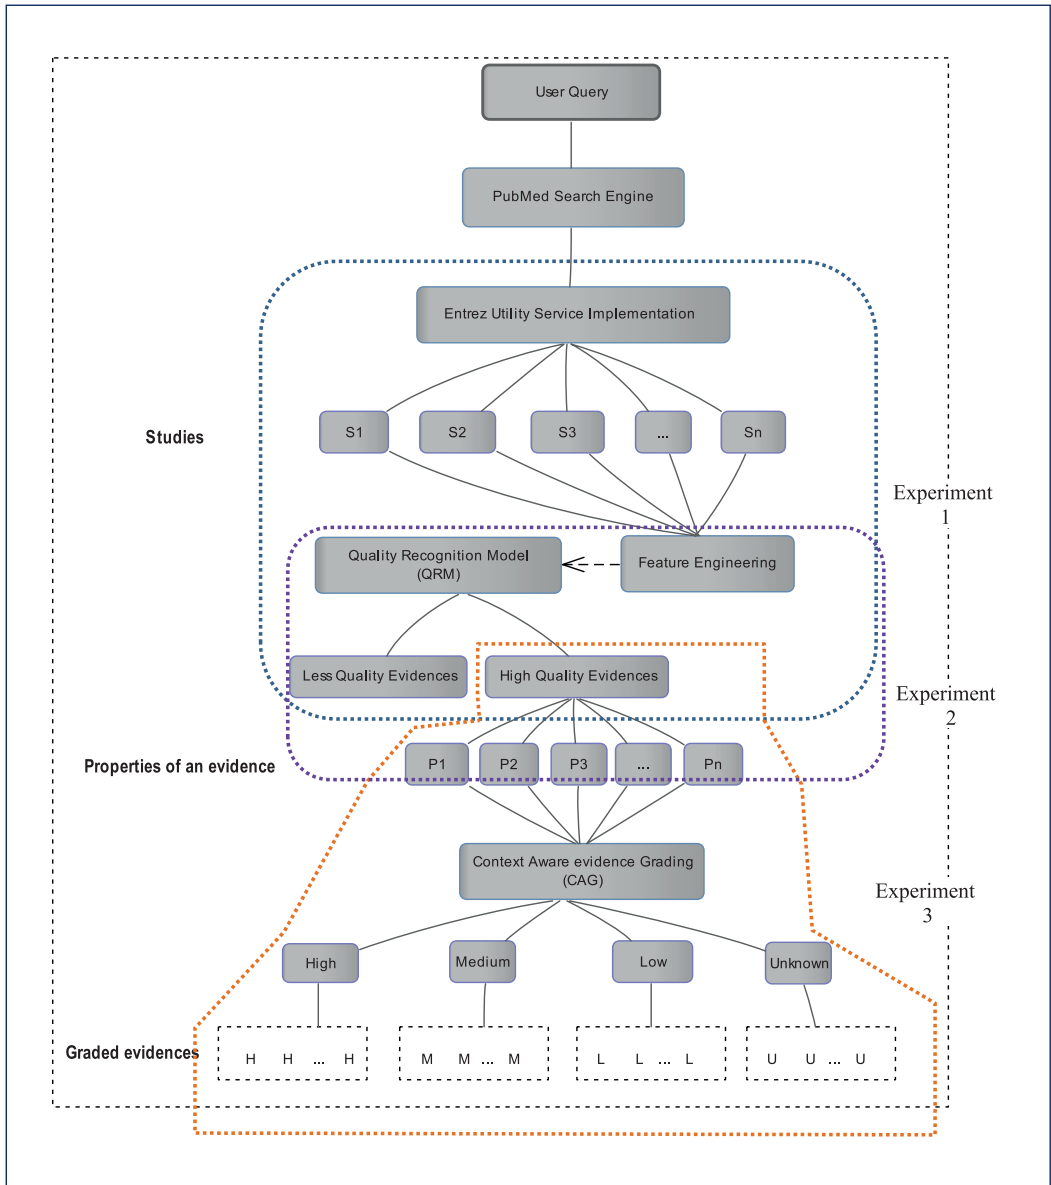 User Query
PubMed Search Engine
Entrez Utility Service Implementation
S1 S2 S3 ... Sn
Studies
Experiment
1
Quality Recognition Model
(QRM)
Feature Engineering
Less Quality Evidences
High Quality Evidences
Experiment
2
P1 P2 P3 ... Pn
Properties of an evidence
Context Aware evidence Grading
(CAG)
Experiment
3
High Medium Low Unknown
Graded evidences
H H ... H
M M ... M
L L ... L
U U ... U